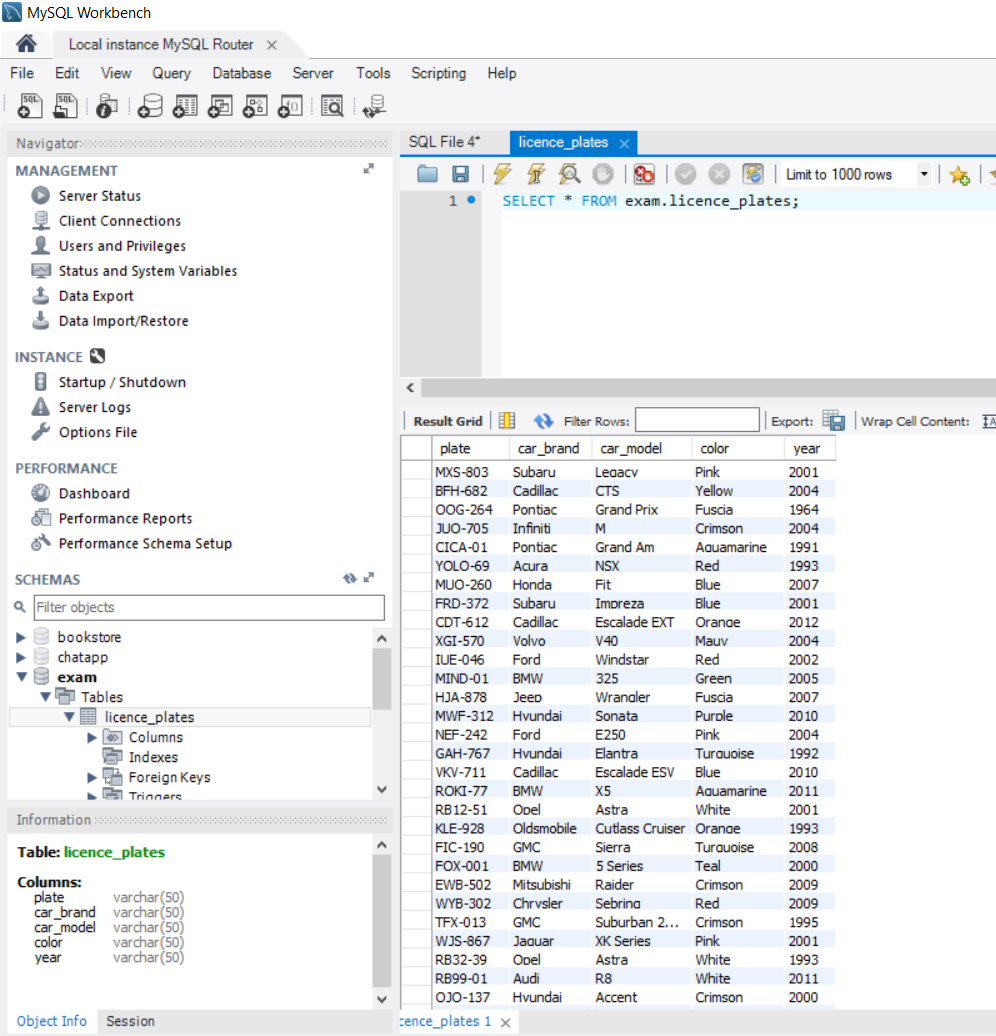 MySQL Workbench
Local instance MySQL Router
File Edit View Query Database Server Tools Scripting Help
Navigator
MANAGEMENT
Server Status
Client Connections
Users and Privileges
Status and System Variables
Data Export
Data Import/Restore
INSTANCE
Startup / Shutdown
Server Logs
Options File
PERFORMANCE
Dashboard
Performance Reports
Performance Schema Setup
SCHEMAS
Filter objects
bookstore
chatapp
exam
Tables
licence_plates
Columns
Indexes
Foreign Keys
Triggers
Information
Table: licence_plates
Columns:
plate varchar(50)
car_brand varchar(50)
car_model varchar(50)
color varchar(50)
year varchar(50)
Object Info Session
SQL File 4* licence_plates
Limit to 1000 rows
1 SELECT * FROM exam.licence_plates;
Result Grid Filter Rows: Export: Wrap Cell Content:
plate car_brand car_model color year
MXS-803 Subaru Legacy Pink 2001
BFH-682 Cadillac CTS Yellow 2004
OOG-264 Pontiac Grand Prix Fuscia 1964
JUO-705 Infiniti M Crimson 2004
CICA-01 Pontiac Grand Am Aquamarine 1991
YOLO-69 Acura NSX Red 1993
MUO-260 Honda Fit Blue 2007
FRD-372 Subaru Impreza Blue 2001
CDT-612 Cadillac Escalade EXT Orange 2012
XGI-570 Volvo V40 Mauv 2004
IUE-046 Ford Windstar Red 2002
MIND-01 BMW 325 Green 2005
HJA-878 Jeep Wrangler Fuscia 2007
MWF-312 Hyundai Sonata Purple 2010
NEF-242 Ford E250 Pink 2004
GAH-767 Hyundai Elantra Turquoise 1992
VKV-711 Cadillac Escalade ESV Blue 2010
ROKI-77 BMW X5 Aquamarine 2011
RB12-51 Opel Astra White 2001
KLE-928 Oldsmobile Cutlass Cruiser Orange 1993
FIC-190 GMC Sierra Turquoise 2008
FOX-001 BMW 5 Series Teal 2000
EWB-502 Mitsubishi Raider Crimson 2009
WYB-302 Chrysler Sebring Red 2009
TFX-013 GMC Suburban 2... Crimson 1995
WJS-867 Jaguar XK Series Pink 2001
RB32-39 Opel Astra White 1993
RB99-01 Audi R8 White 2011
OJO-137 Hyundai Accent Crimson 2000
cence_plates 1